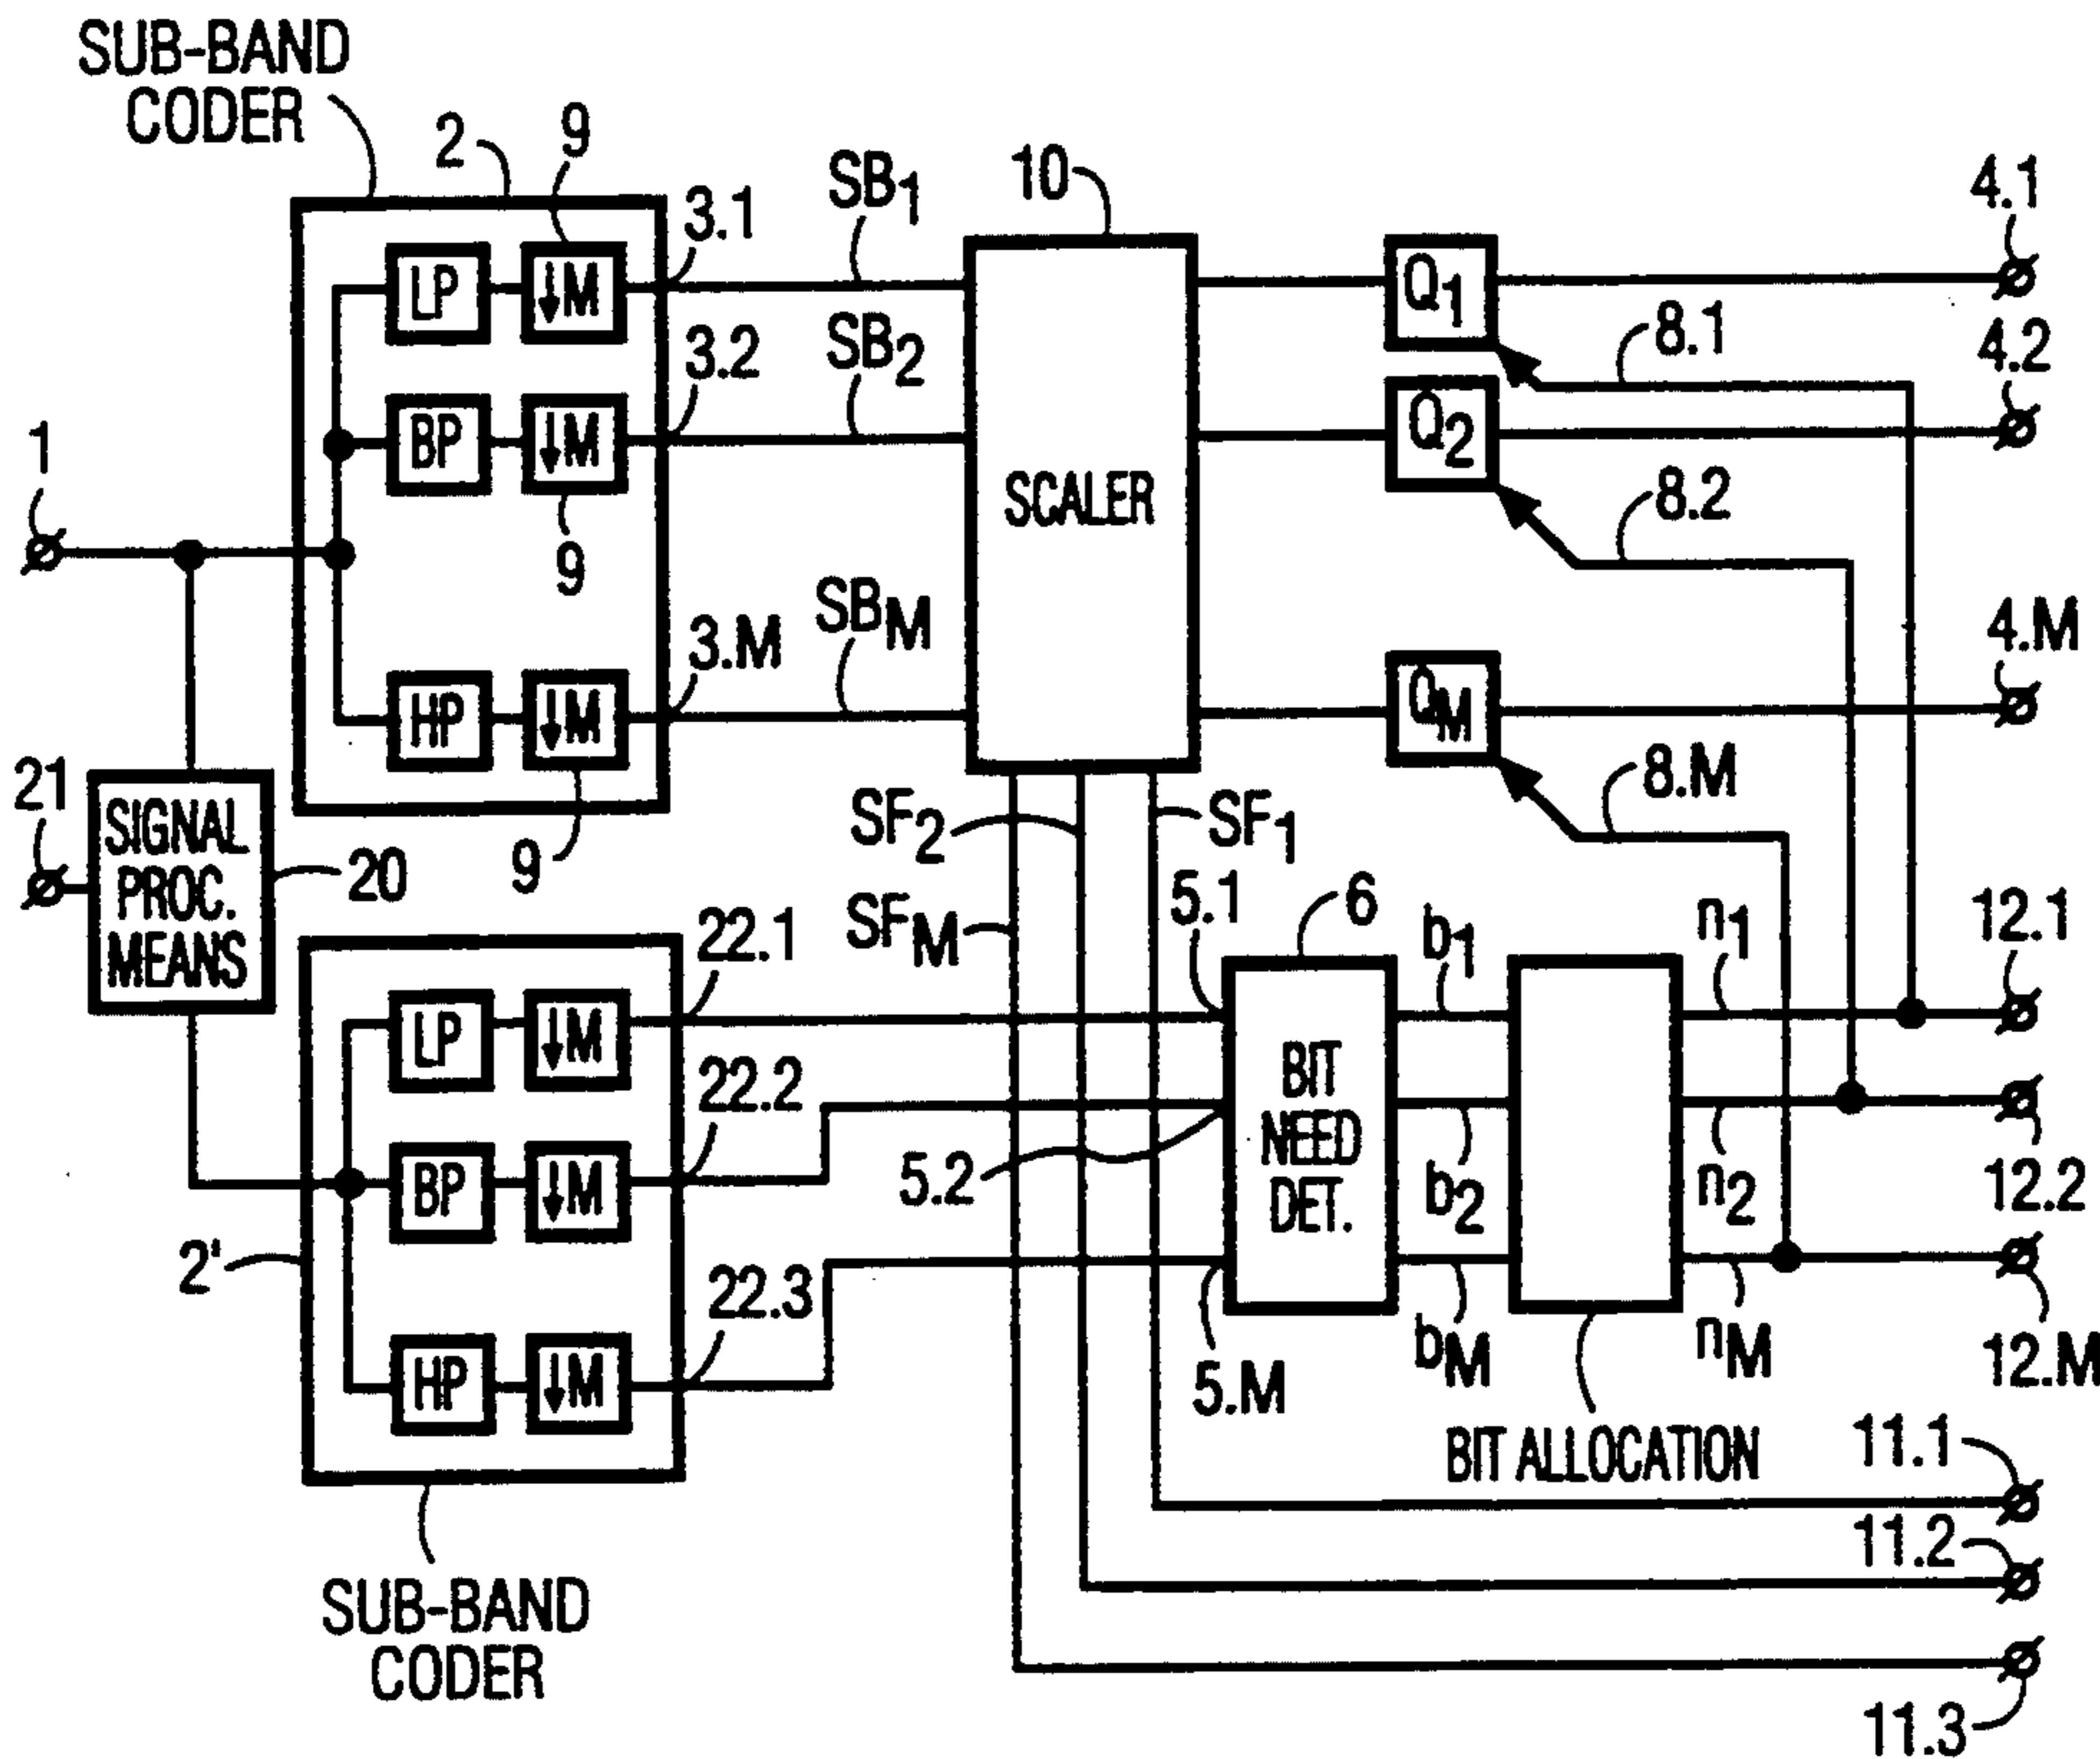 SUB-BAND
CODER
2
9
3.1
SB1
10
4.1
LP
↓M
Q1
8.1
3.2
SB2
4.2
BP
↓M
Q2
1
9
SCALER
8.2
3.M
SBM
4.M
HP
↓M
QM
8.M
21
SIGNAL
PROC.
MEANS
20
9
SF2
SF1
SFM
22.1
5.1
6
b1
n1
12.1
LP
↓M
22.2
BIT
NEED
DET.
5.2
BP
↓M
b2
n2
12.2
2'
22.3
HP
↓M
5.M
bM
nM
12.M
BIT ALLOCATION
11.1
11.2
SUB-BAND
CODER
11.3